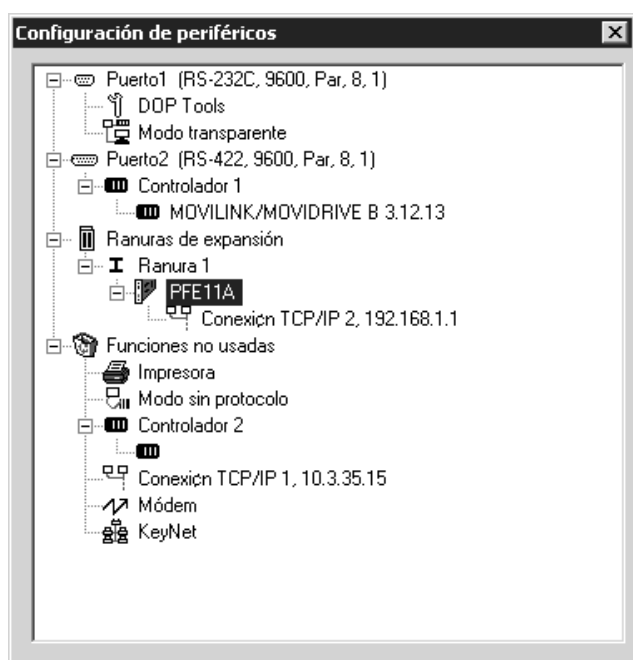 Configuración de periféricos
Puerto1 (RS-232C, 9600, Par, 8, 1)
DOP Tools
Modo transparente
Puerto2 (RS-422, 9600, Par, 8, 1)
Controlador 1
MOVILINK/MOVIDRIVE B 3.12.13
Ranuras de expansión
Ranura 1
PFE11A
Conexión TCP/IP 2, 192.168.1.1
Funciones no usadas
Impresora
Modo sin protocolo
Controlador 2
Conexión TCP/IP 1, 10.3.35.15
Módem
KeyNet